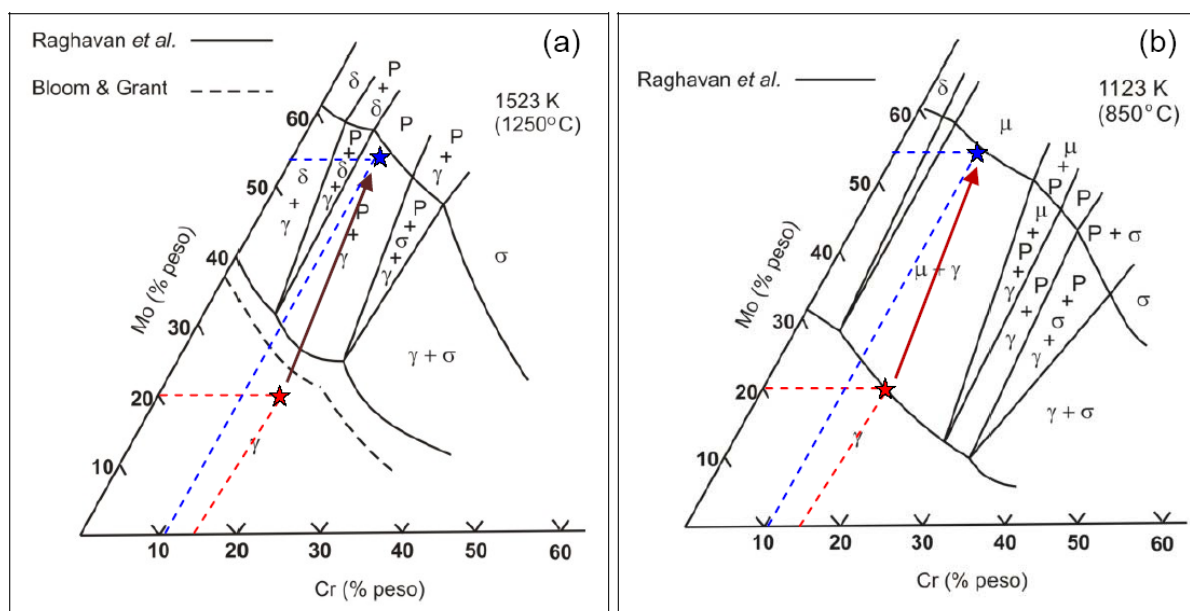 (a)
Raghavan et al.
Bloom & Grant
1523 K
(1250°C)
δ
δ + P
P
P + γ
γ + δ
γ + δ + P
γ + P
γ + σ + P
σ
γ + σ
γ
60
50
40
30
20
10
Mo (% peso)
10
20
30
40
50
60
Cr (% peso)
(b)
Raghavan et al.
1123 K
(850°C)
δ
μ
P + μ
P
P + σ
σ
μ + γ
γ + P + μ
γ + P
γ + σ + P
γ + σ
γ
60
50
40
30
20
10
Mo (% peso)
10
20
30
40
50
60
Cr (% peso)